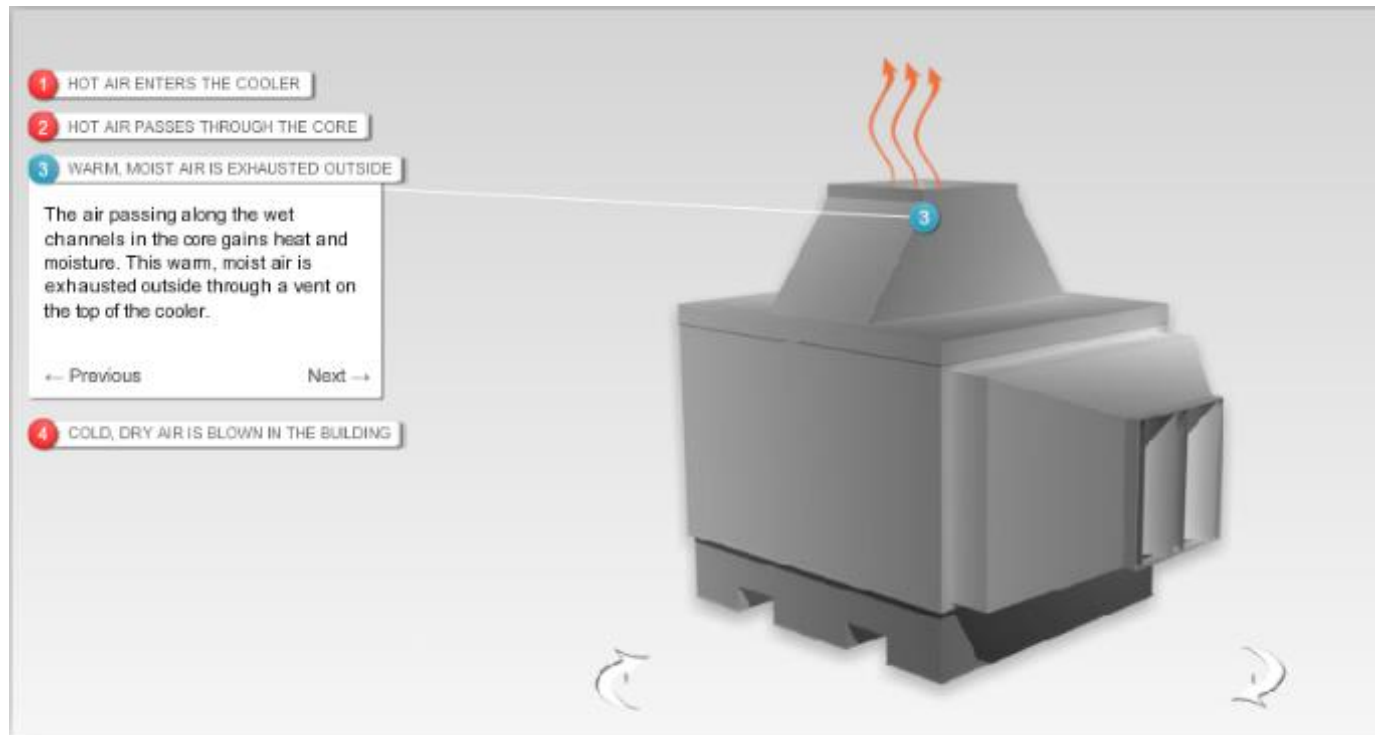 1 HOT AIR ENTERS THE COOLER
2 HOT AIR PASSES THROUGH THE CORE
3 WARM, MOIST AIR IS EXHAUSTED OUTSIDE
The air passing along the wet
channels in the core gains heat and
moisture. This warm, moist air is
exhausted outside through a vent on
the top of the cooler.
← Previous Next →
4 COLD, DRY AIR IS BLOWN IN THE BUILDING
3